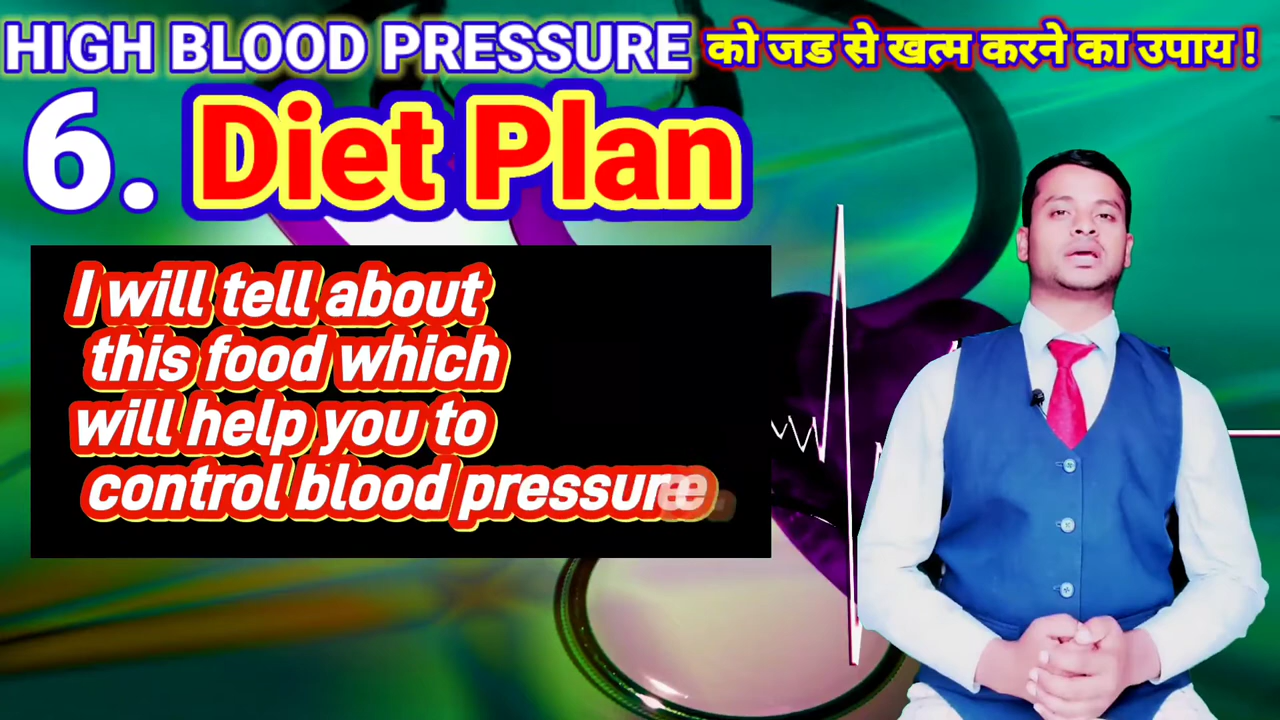 HIGH BLOOD PRESSURE को जड से खत्म करने का उपाय !
6. Diet Plan
I will tell about
this food which
will help you to
control blood pressure.